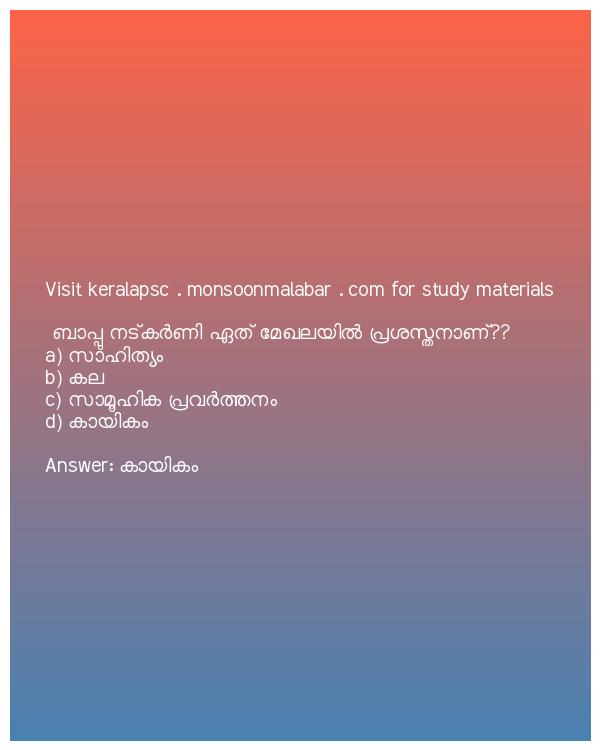 Visit keralapsc . monsoonmalabar . com for study materials
ബാപ്പു നട്കർണി ഏത് മേഖലയിൽ പ്രശസ്തനാണ്??
a) സാഹിത്യം
b) കല
c) സാമൂഹിക പ്രവർത്തനം
d) കായികം
Answer: കായികം